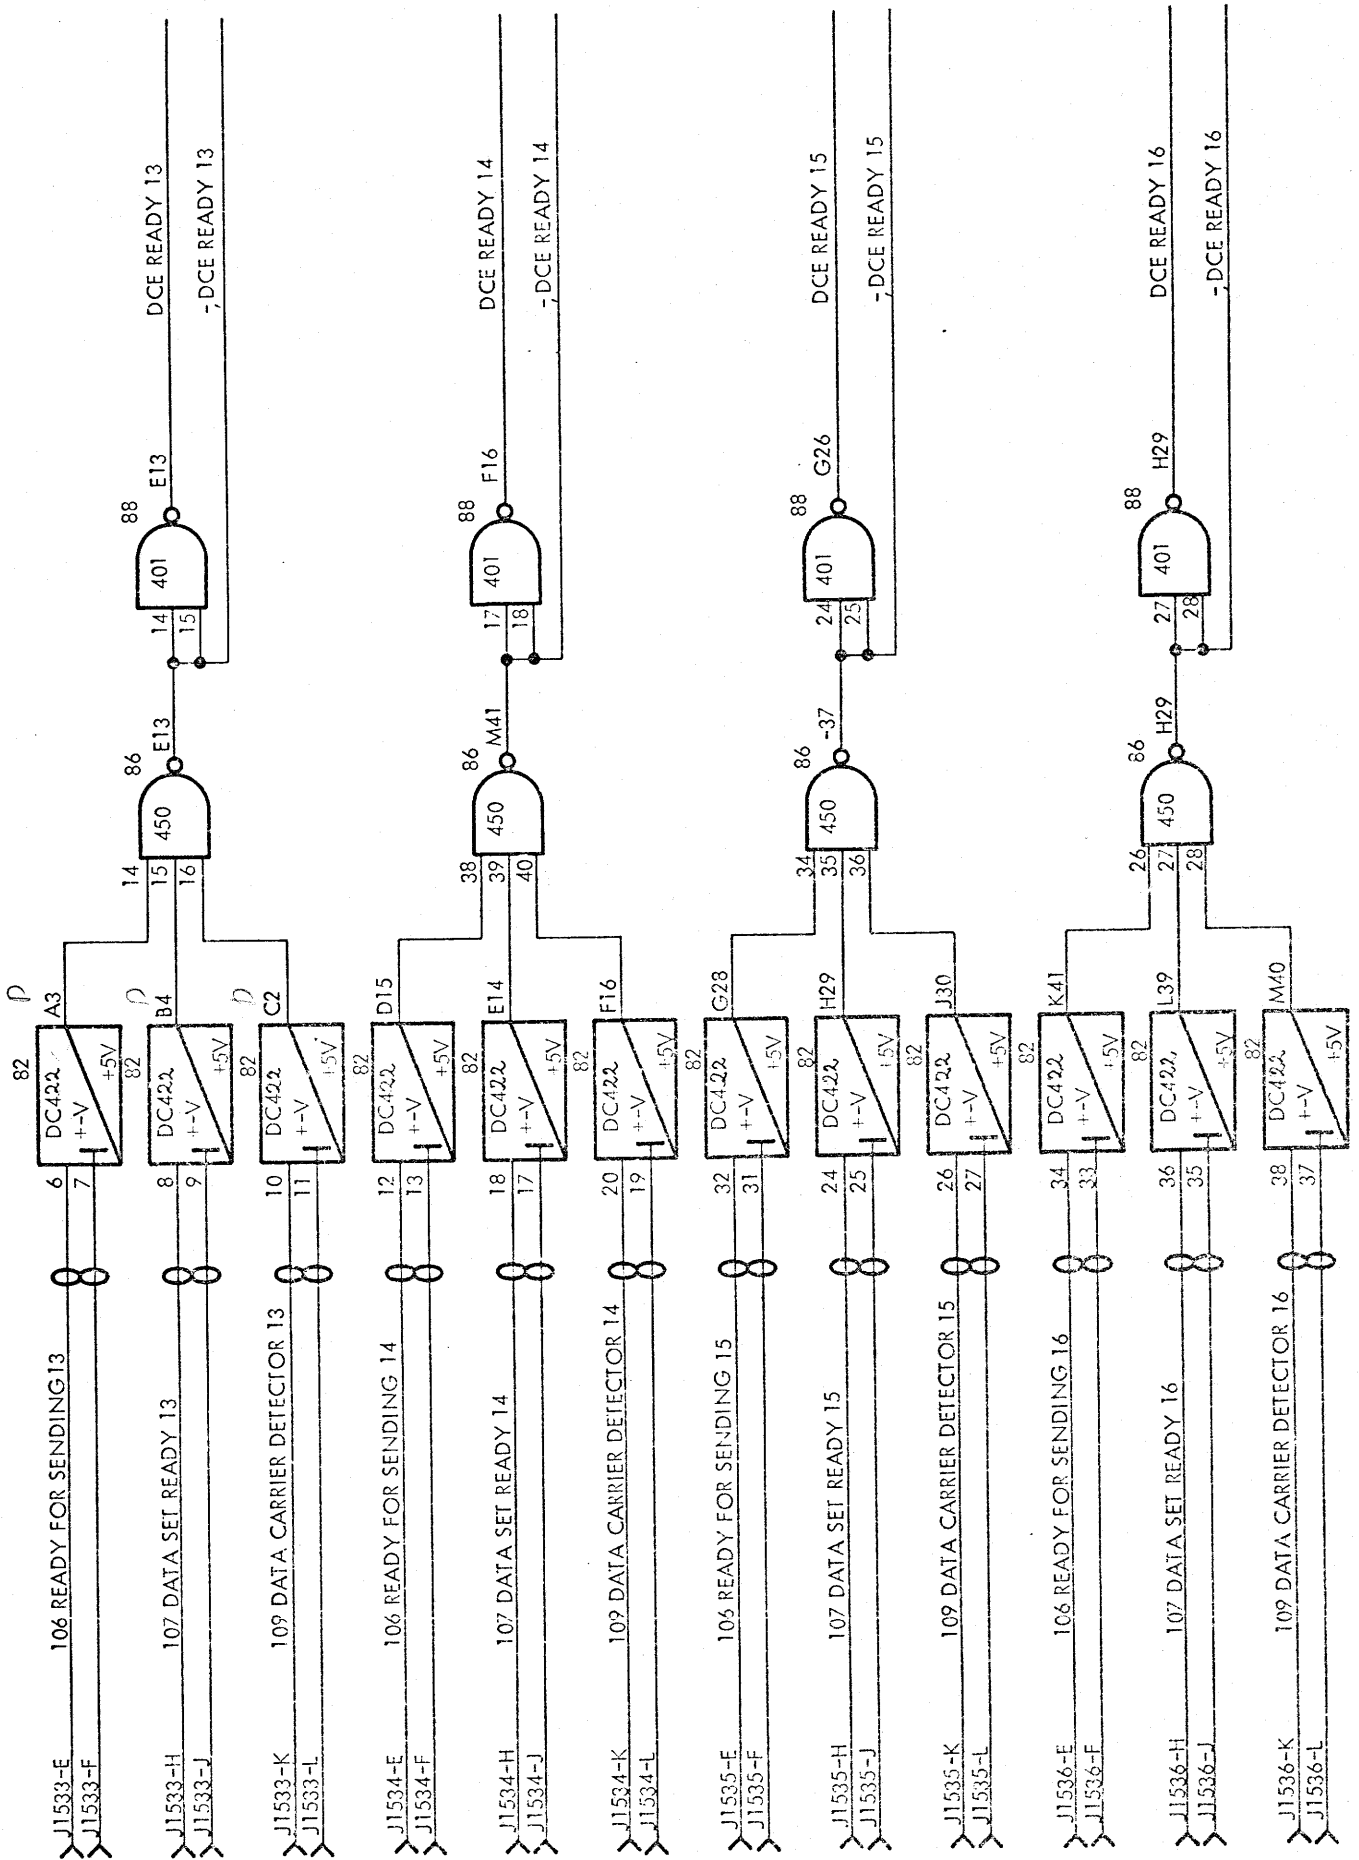 J1533-E
J1533-F
106 READY FOR SENDING13
6
7
82
DC422
+-V
+5V
P
A3
J1533-H
J1533-J
107 DATA SET READY 13
8
9
82
DC422
+-V
+5V
P
B4
J1533-K
J1533-L
109 DATA CARRIER DETECTOR 13
10
11
82
DC422
+-V
+5V
C2
14
15
16
450
86
E13
14
15
401
88
E13
DCE READY 13
-,DCE READY 13
J1534-E
J1534-F
106 READY FOR SENDING 14
12
13
82
DC422
+-V
+5V
D15
J1534-H
J1534-J
107 DATA SET READY 14
18
17
82
DC422
+-V
+5V
E14
J1534-K
J1534-L
109 DATA CARRIER DETECTOR 14
20
19
82
DC422
+-V
+5V
F16
38
39
40
450
86
M41
17
18
401
88
F16
DCE READY 14
-,DCE READY 14
J1535-E
J1535-F
106 READY FOR SENDING 15
32
31
82
DC422
+-V
+5V
G28
J1535-H
J1535-J
107 DATA SET READY 15
24
25
82
DC422
+-V
+5V
H29
J1535-K
J1535-L
109 DATA CARRIER DETECTOR 15
26
27
82
DC422
+-V
+5V
J30
34
35
36
450
86
-37
24
25
401
88
G26
DCE READY 15
-,DCE READY 15
J1536-E
J1536-F
106 READY FOR SENDING 16
34
33
82
DC422
+-V
+5V
K41
J1536-H
J1536-J
107 DATA SET READY 16
36
35
82
DC422
+-V
+5V
L39
J1536-K
J1536-L
109 DATA CARRIER DETECTOR 16
38
37
82
DC422
+-V
+5V
M40
26
27
28
450
86
H29
27
28
401
88
H29
DCE READY 16
-,DCE READY 16